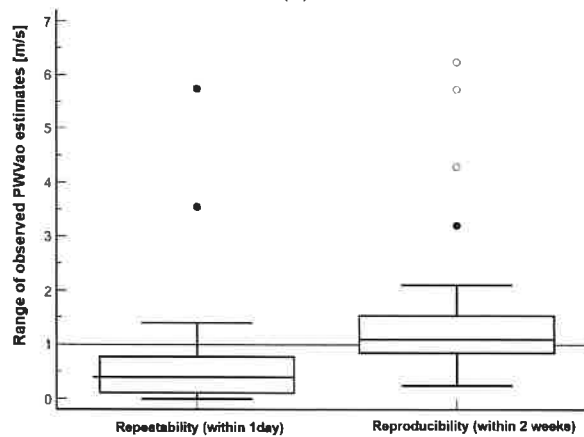 7
6
5
4
3
2
1
0
Range of observed PWVao estimates [m/s]
Repeatability (within 1day)
Reproducibility (within 2 weeks)